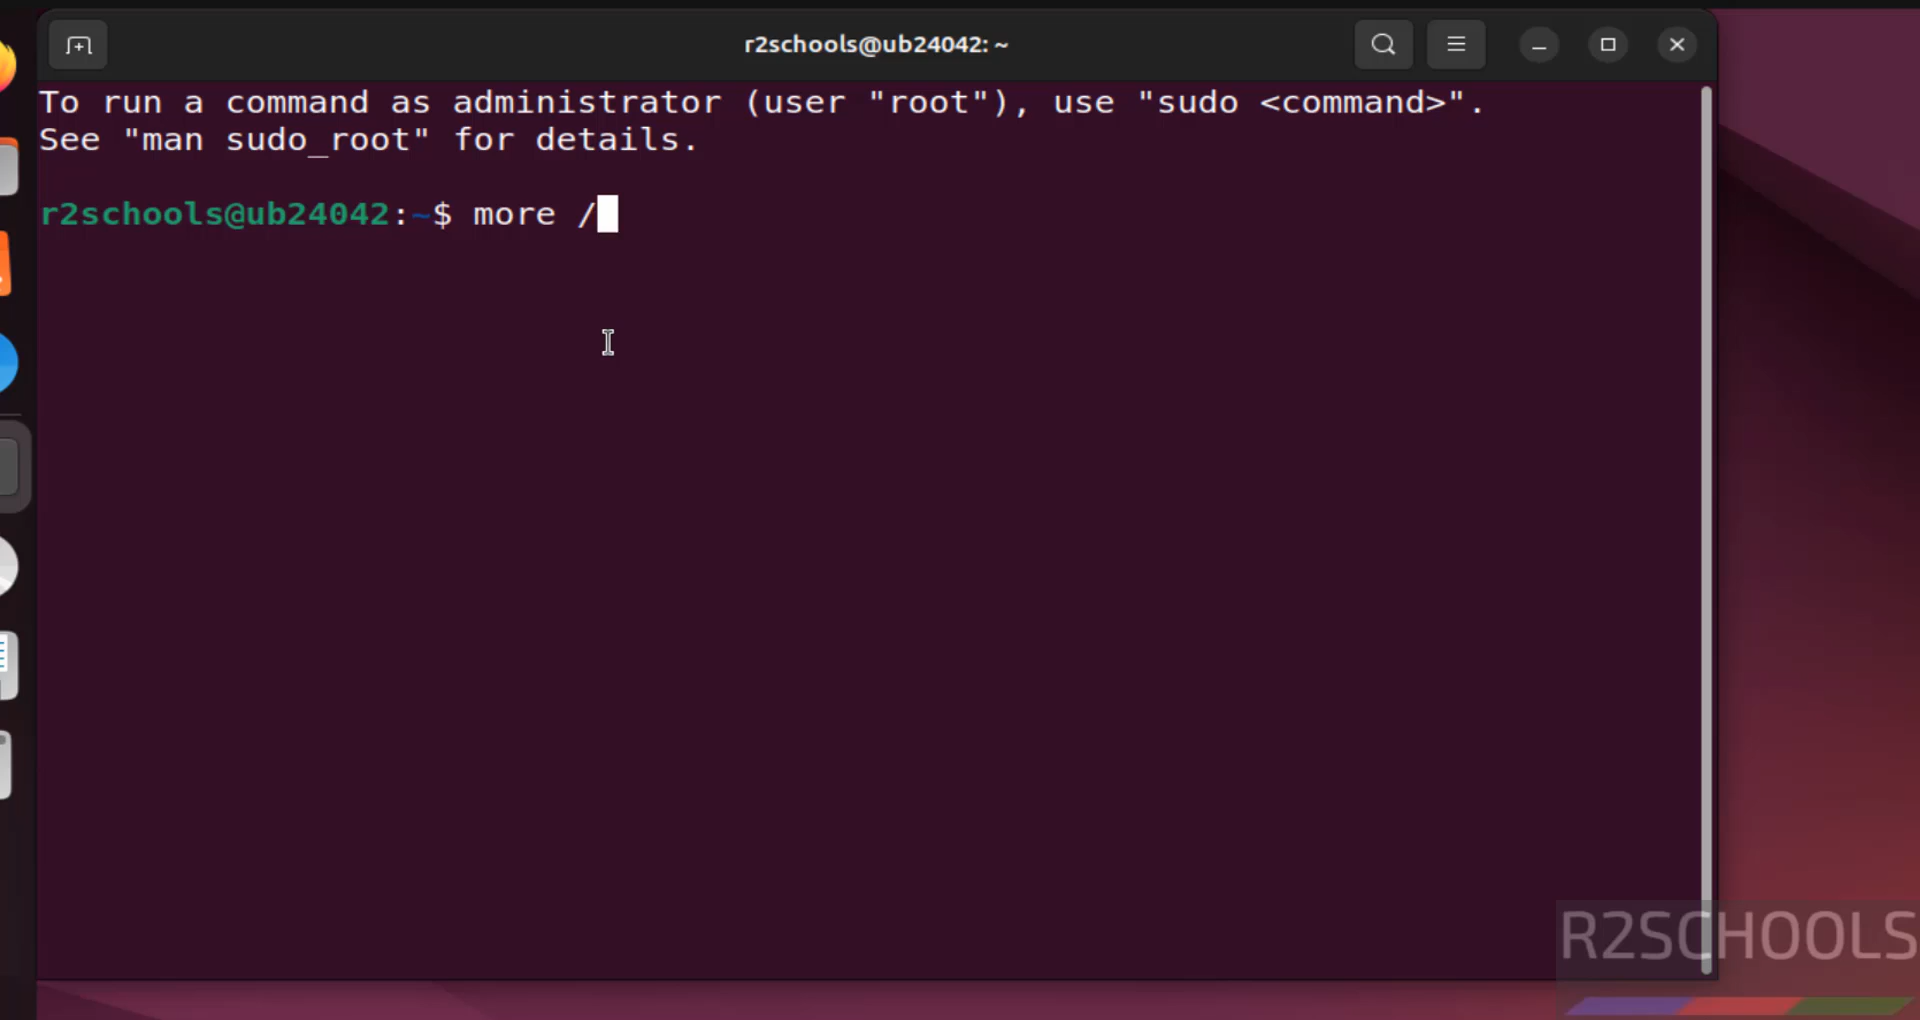 r2schools@ub24042: ~
To run a command as administrator (user "root"), use "sudo <command>".
See "man sudo_root" for details.
r2schools@ub24042:~$ more /
R2SCHOOLS